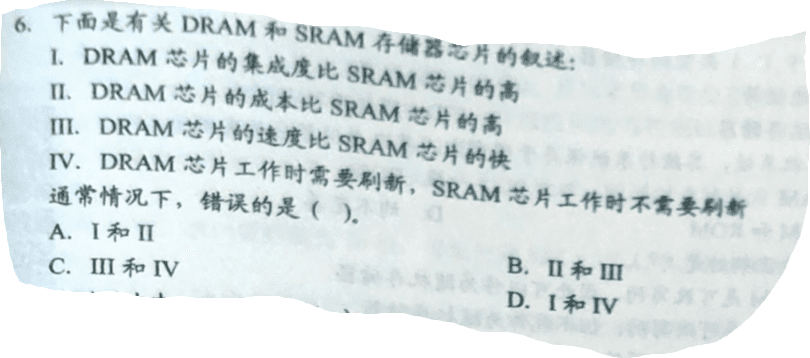 6. 下面是有关 DRAM 和 SRAM 存储器芯片的叙述:
I. DRAM 芯片的集成度比 SRAM 芯片的高
II. DRAM 芯片的成本比 SRAM 芯片的高
III. DRAM 芯片的速度比 SRAM 芯片的快
IV. DRAM 芯片工作时需要刷新，SRAM 芯片工作时不需要刷新
通常情况下，错误的是（ ）。
A. I 和 II
B. II 和 III
C. III 和 IV
D. I 和 IV